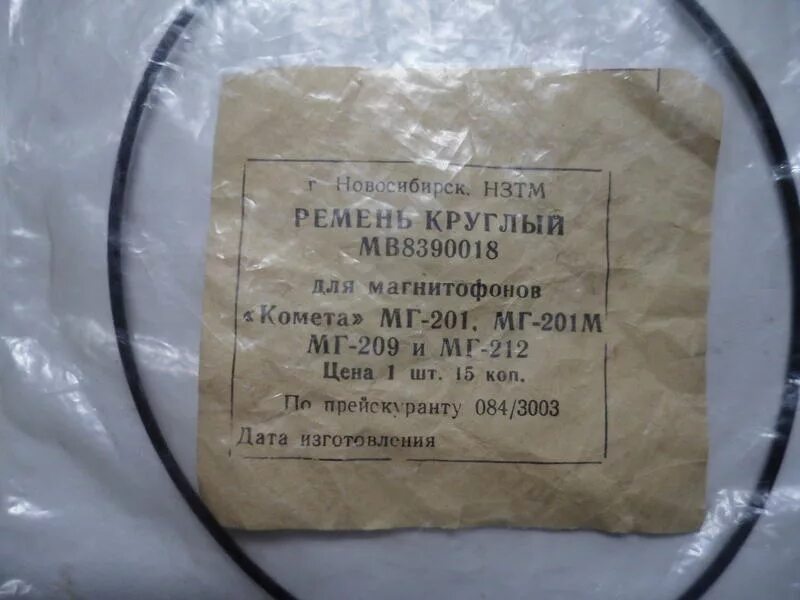 г Новосибирск, НЗТМ
РЕМЕНЬ КРУГЛЫЙ
МВ8390018
для магнитофонов
«Комета» МГ-201, МГ-201М
МГ-209 и МГ-212
Цена 1 шт. 15 коп.
По прейскуранту 084/3003
Дата изготовления